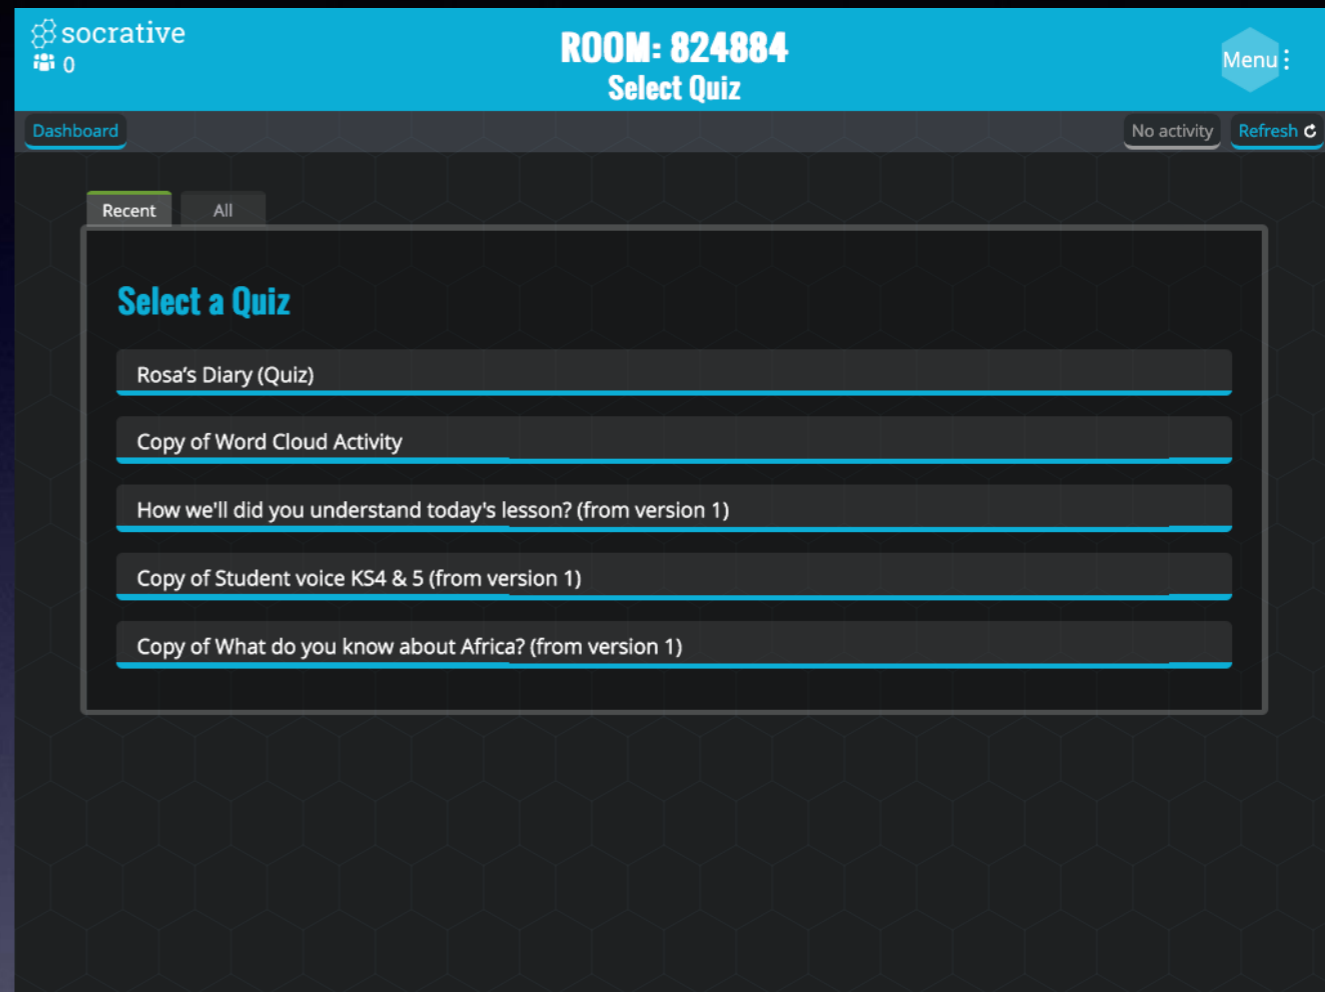 socrative
0
ROOM: 824884
Select Quiz
Menu
Dashboard
No activity
Refresh
Recent
All
Select a Quiz
Rosa's Diary (Quiz)
Copy of Word Cloud Activity
How we'll did you understand today's lesson? (from version 1)
Copy of Student voice KS4 & 5 (from version 1)
Copy of What do you know about Africa? (from version 1)